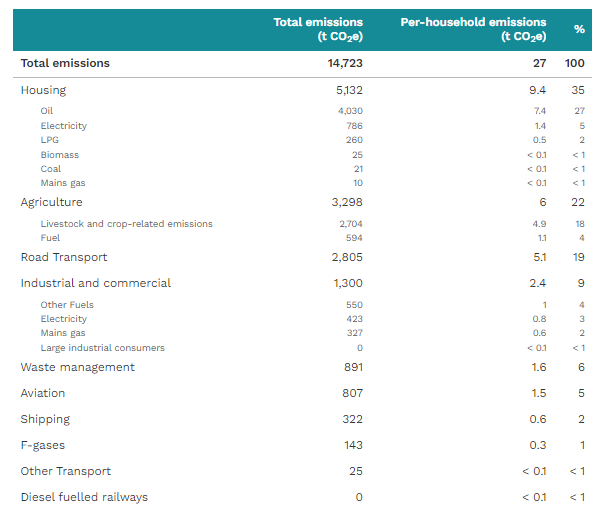 Total emissions Per-household emissions %
(t CO₂e) (t CO₂e)
Total emissions 14,723 27 100
Housing 5,132 9.4 35
Oil 4,030 7.4 27
Electricity 786 1.4 5
LPG 260 0.5 2
Biomass 25 < 0.1 < 1
Coal 21 < 0.1 < 1
Mains gas 10 < 0.1 < 1
Agriculture 3,298 6 22
Livestock and crop-related emissions 2,704 4.9 18
Fuel 594 1.1 4
Road Transport 2,805 5.1 19
Industrial and commercial 1,300 2.4 9
Other Fuels 550 1 4
Electricity 423 0.8 3
Mains gas 327 0.6 2
Large industrial consumers 0 < 0.1 < 1
Waste management 891 1.6 6
Aviation 807 1.5 5
Shipping 322 0.6 2
F-gases 143 0.3 1
Other Transport 25 < 0.1 < 1
Diesel fuelled railways 0 < 0.1 < 1